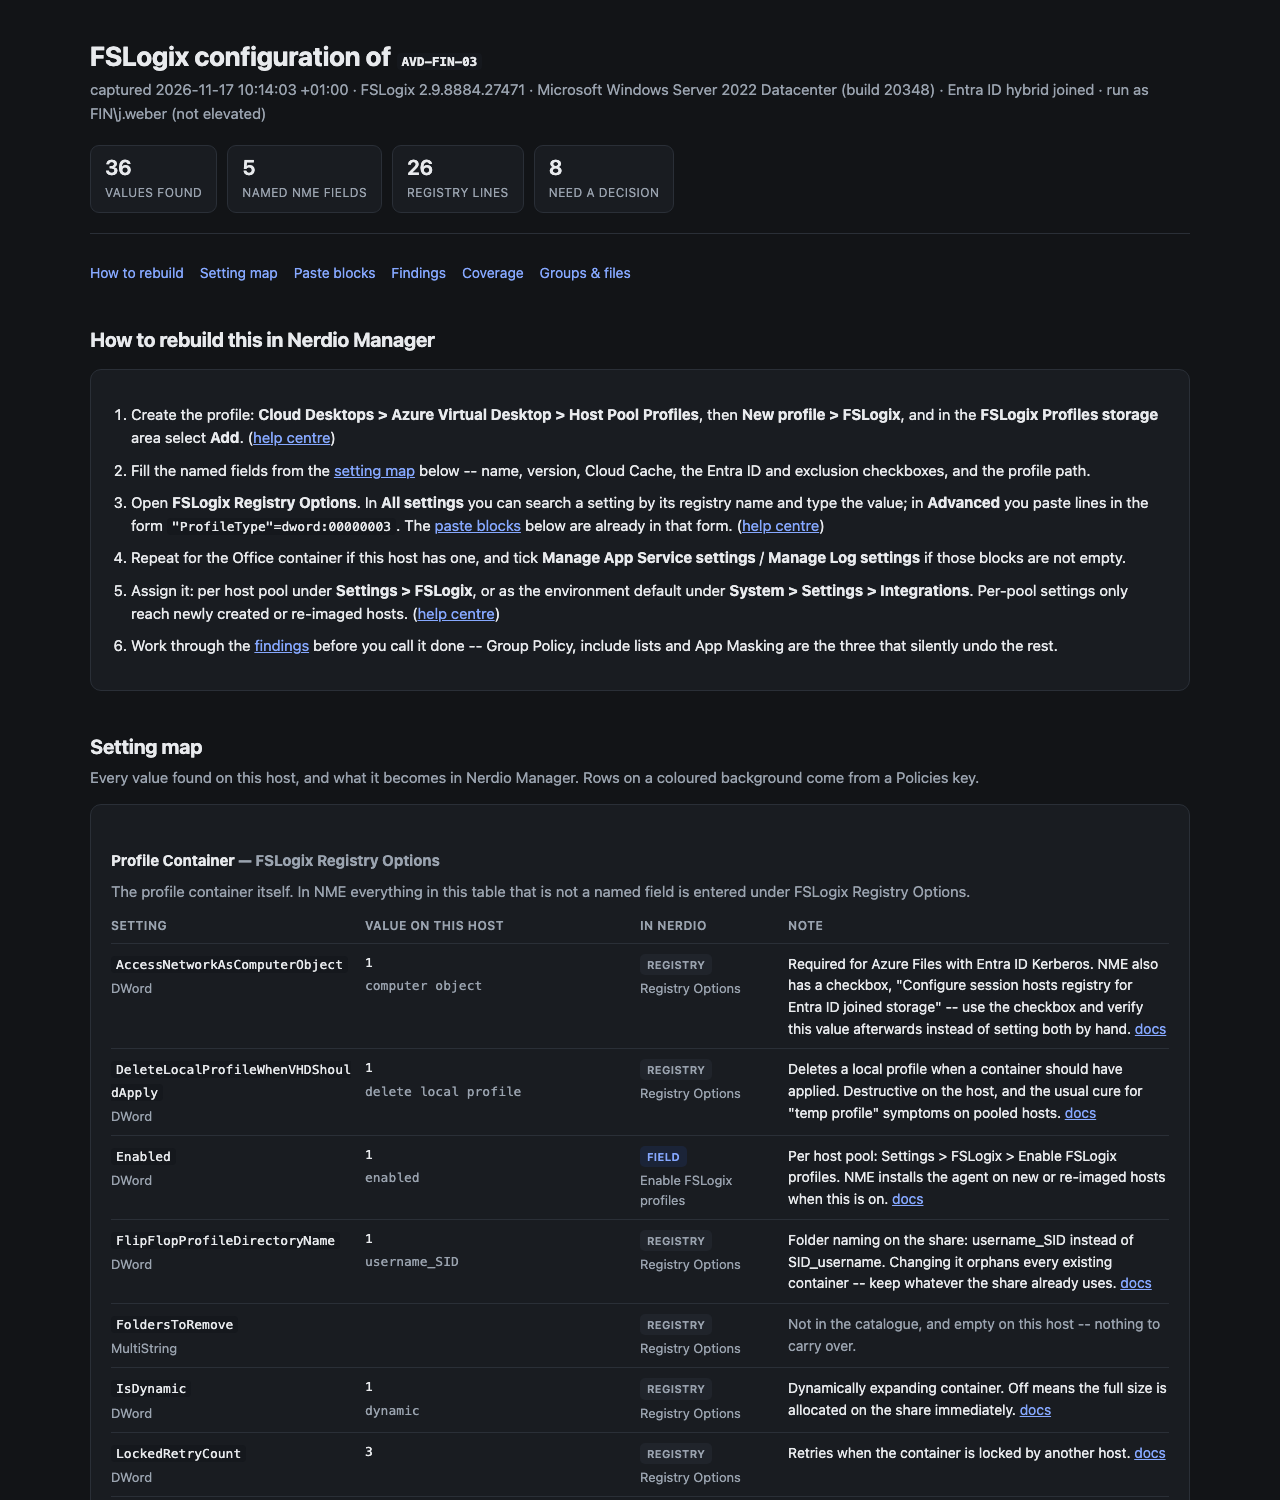 FSLogix configuration of AVD-FIN-03
captured 2026-11-17 10:14:03 +01:00 · FSLogix 2.9.8884.27471 · Microsoft Windows Server 2022 Datacenter (build 20348) · Entra ID hybrid joined · run as
FIN\j.weber (not elevated)
36
VALUES FOUND
5
NAMED NME FIELDS
26
REGISTRY LINES
8
NEED A DECISION
How to rebuild Setting map Paste blocks Findings Coverage Groups & files
How to rebuild this in Nerdio Manager
1. Create the profile: Cloud Desktops > Azure Virtual Desktop > Host Pool Profiles, then New profile > FSLogix, and in the FSLogix Profiles storage
area select Add. (help centre)
2. Fill the named fields from the setting map below -- name, version, Cloud Cache, the Entra ID and exclusion checkboxes, and the profile path.
3. Open FSLogix Registry Options. In All settings you can search a setting by its registry name and type the value; in Advanced you paste lines in the
form "ProfileType"=dword:00000003 . The paste blocks below are already in that form. (help centre)
4. Repeat for the Office container if this host has one, and tick Manage App Service settings / Manage Log settings if those blocks are not empty.
5. Assign it: per host pool under Settings > FSLogix, or as the environment default under System > Settings > Integrations. Per-pool settings only
reach newly created or re-imaged hosts. (help centre)
6. Work through the findings before you call it done -- Group Policy, include lists and App Masking are the three that silently undo the rest.
Setting map
Every value found on this host, and what it becomes in Nerdio Manager. Rows on a coloured background come from a Policies key.
Profile Container — FSLogix Registry Options
The profile container itself. In NME everything in this table that is not a named field is entered under FSLogix Registry Options.
SETTING VALUE ON THIS HOST IN NERDIO NOTE
AccessNetworkAsComputerObject
DWord
1
computer object
REGISTRY
Registry Options
Required for Azure Files with Entra ID Kerberos. NME also
has a checkbox, "Configure session hosts registry for
Entra ID joined storage" -- use the checkbox and verify
this value afterwards instead of setting both by hand. docs
DeleteLocalProfileWhenVHDShoul
dApply
DWord
1
delete local profile
REGISTRY
Registry Options
Deletes a local profile when a container should have
applied. Destructive on the host, and the usual cure for
"temp profile" symptoms on pooled hosts. docs
Enabled
DWord
1
enabled
FIELD
Enable FSLogix
profiles
Per host pool: Settings > FSLogix > Enable FSLogix
profiles. NME installs the agent on new or re-imaged hosts
when this is on. docs
FlipFlopProfileDirectoryName
DWord
1
username_SID
REGISTRY
Registry Options
Folder naming on the share: username_SID instead of
SID_username. Changing it orphans every existing
container -- keep whatever the share already uses. docs
FoldersToRemove
MultiString
REGISTRY
Registry Options
Not in the catalogue, and empty on this host -- nothing to
carry over.
IsDynamic
DWord
1
dynamic
REGISTRY
Registry Options
Dynamically expanding container. Off means the full size is
allocated on the share immediately. docs
LockedRetryCount
DWord
3
REGISTRY
Registry Options
Retries when the container is locked by another host. docs